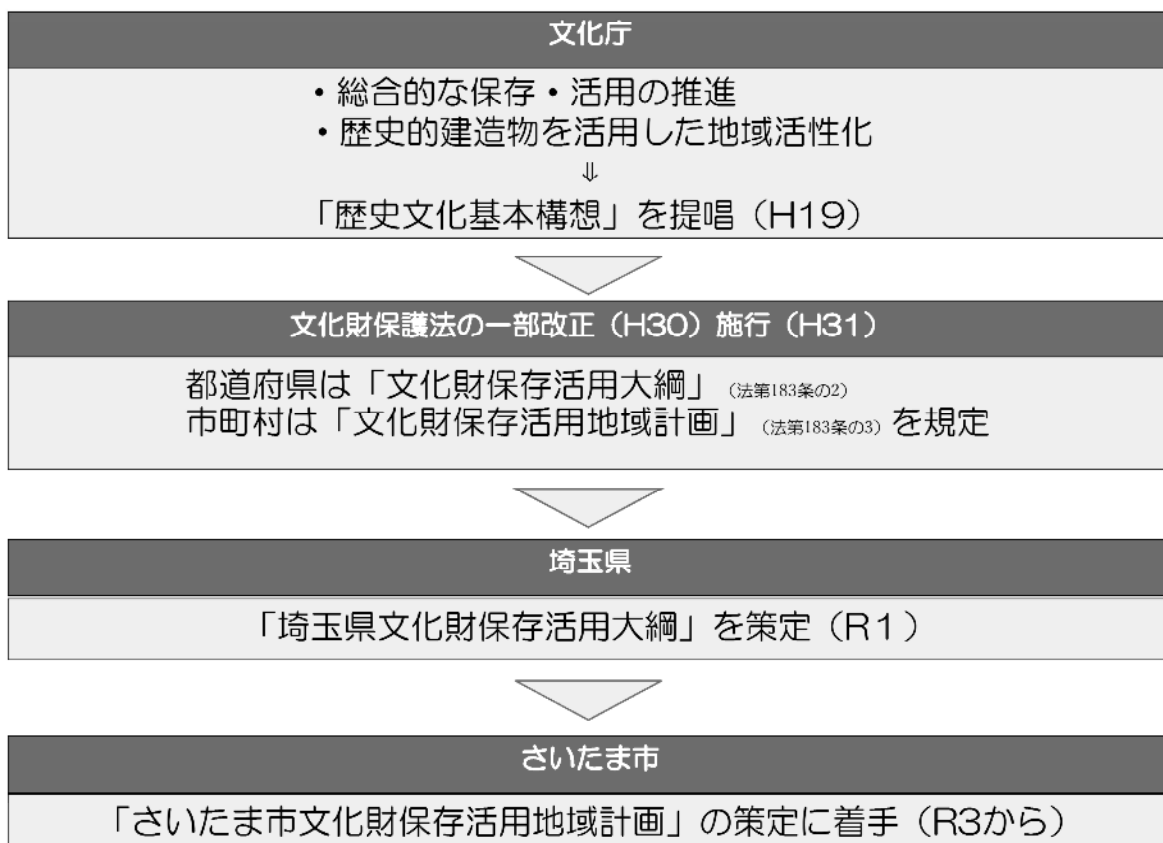 文化庁
・総合的な保存・活用の推進
・歴史的建造物を活用した地域活性化
⇓
「歴史文化基本構想」を提唱（H19）
文化財保護法の一部改正（H30）施行（H31）
都道府県は「文化財保存活用大綱」（法第183条の2）
市町村は「文化財保存活用地域計画」（法第183条の3）を規定
埼玉県
「埼玉県文化財保存活用大綱」を策定（R1）
さいたま市
「さいたま市文化財保存活用地域計画」の策定に着手（R3から）